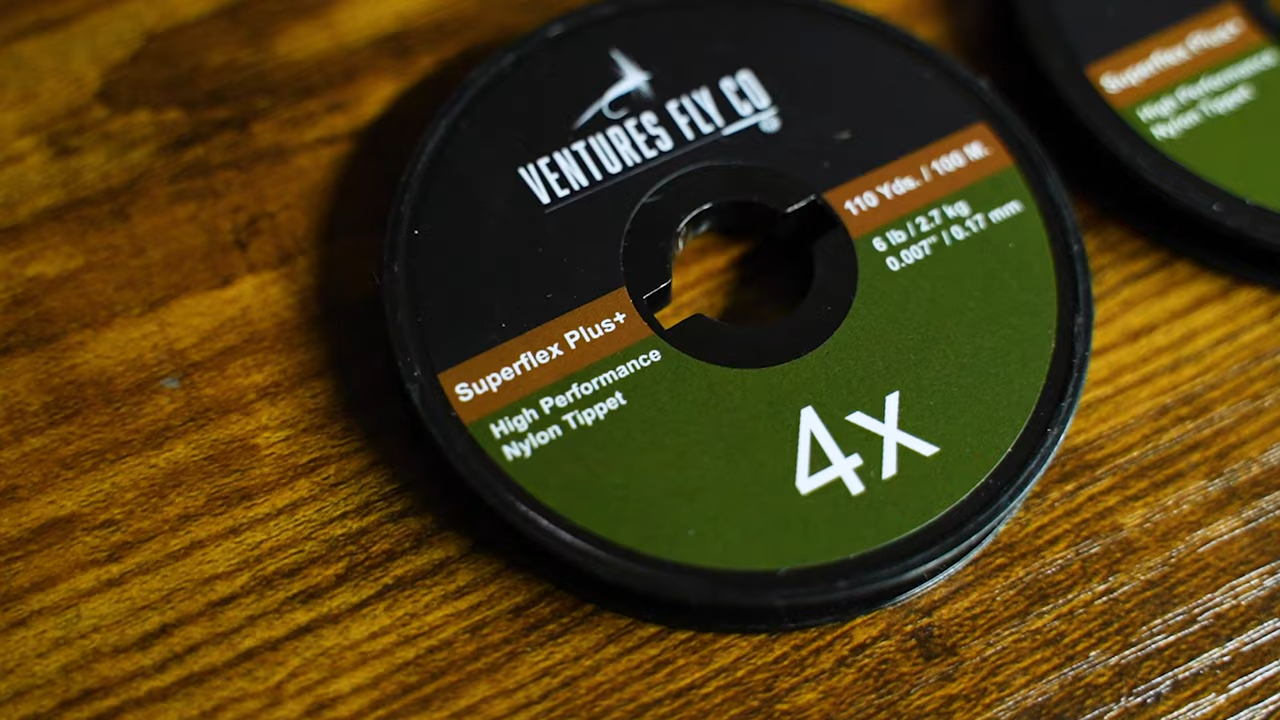 VENTURES FLY CO
110 Yds. / 100 M.
6 lb / 2.7 kg
0.007" / 0.17 mm
Superflex Plus+
High Performance
Nylon Tippet
4x
Superflex Plus+
High Performance
Nylon Tippet